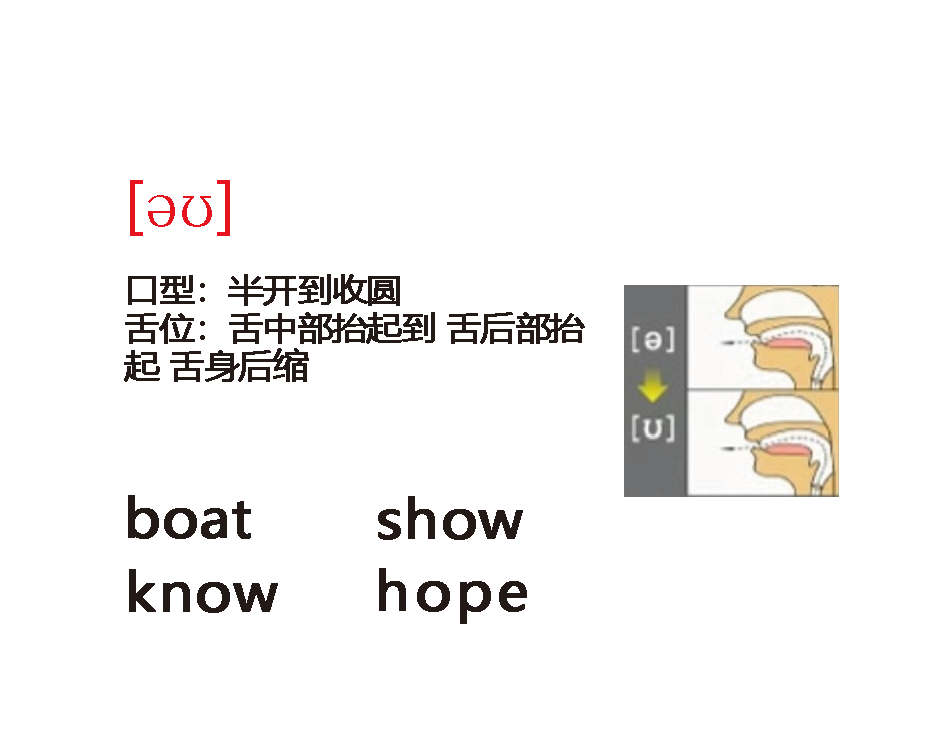 [əʊ]
口型：半开到收圆
舌位：舌中部抬起到 舌后部抬
起 舌身后缩
[ə]
[ʊ]
boat show
know hope